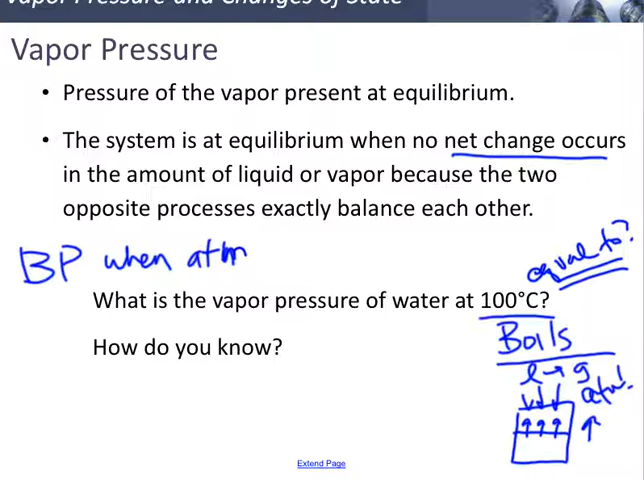 Vapor Pressure and Changes of State
Vapor Pressure
• Pressure of the vapor present at equilibrium.
• The system is at equilibrium when no net change occurs
in the amount of liquid or vapor because the two
opposite processes exactly balance each other.
BP when atm
equal to?
What is the vapor pressure of water at 100°C?
Boils
How do you know?
l → g
atm!
Extend Page